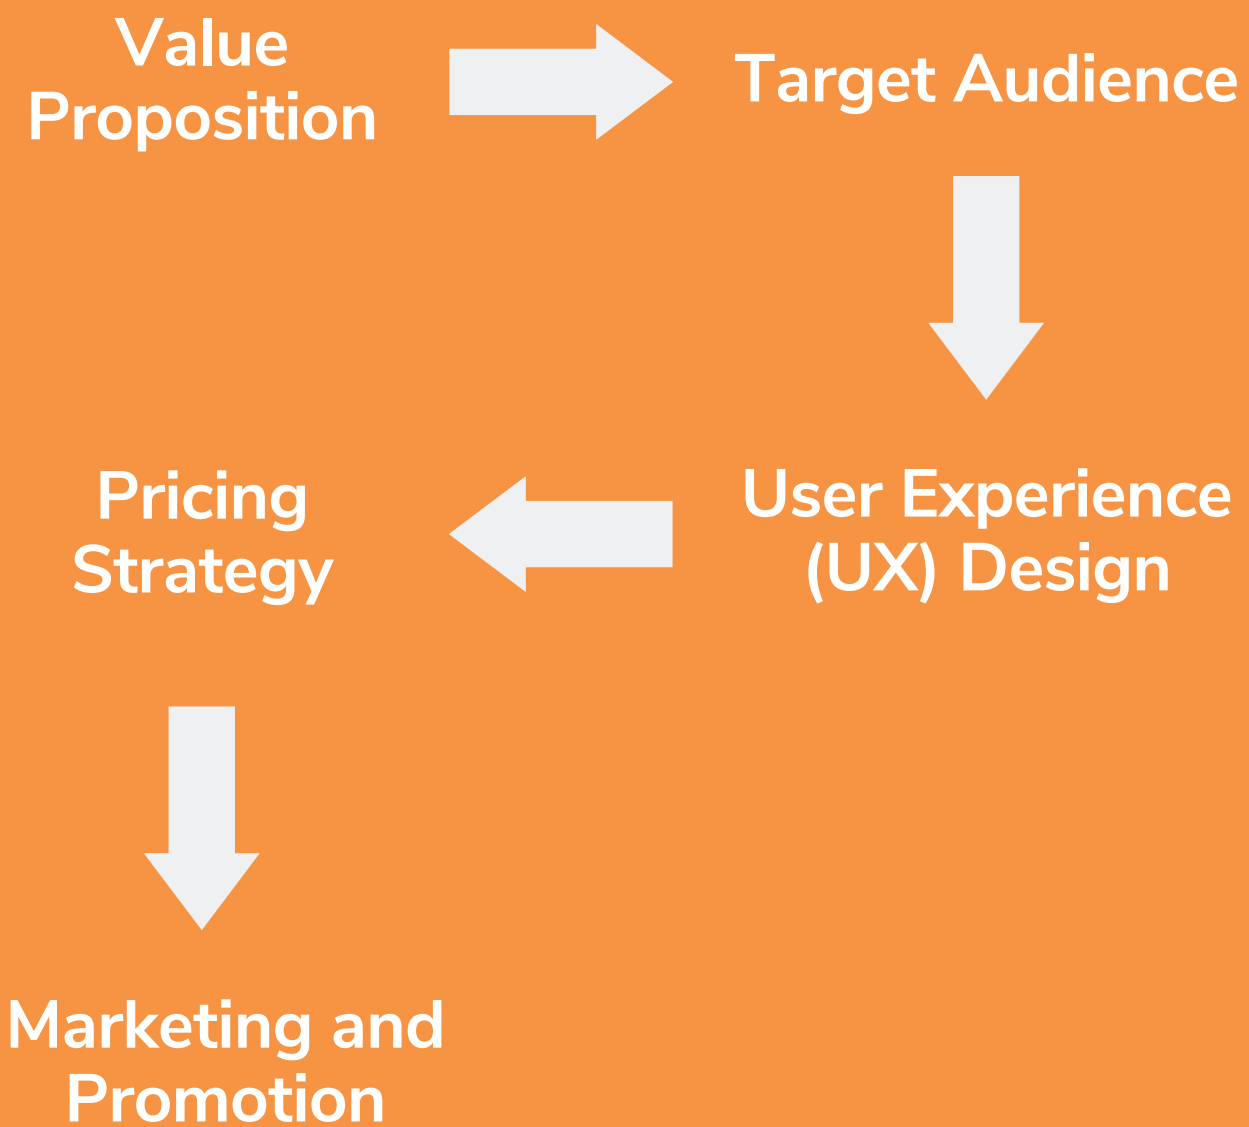 Value
Proposition
Target Audience
User Experience
(UX) Design
Pricing
Strategy
Marketing and
Promotion